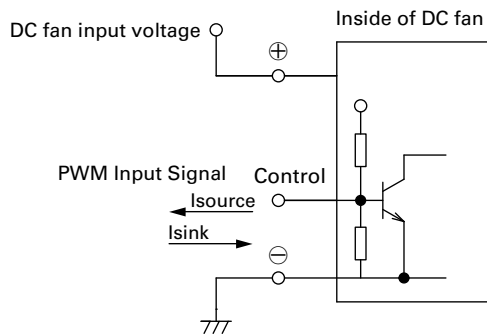 Inside of DC fan
DC fan input voltage
+
PWM Input Signal
Control
Isource
Isink
−